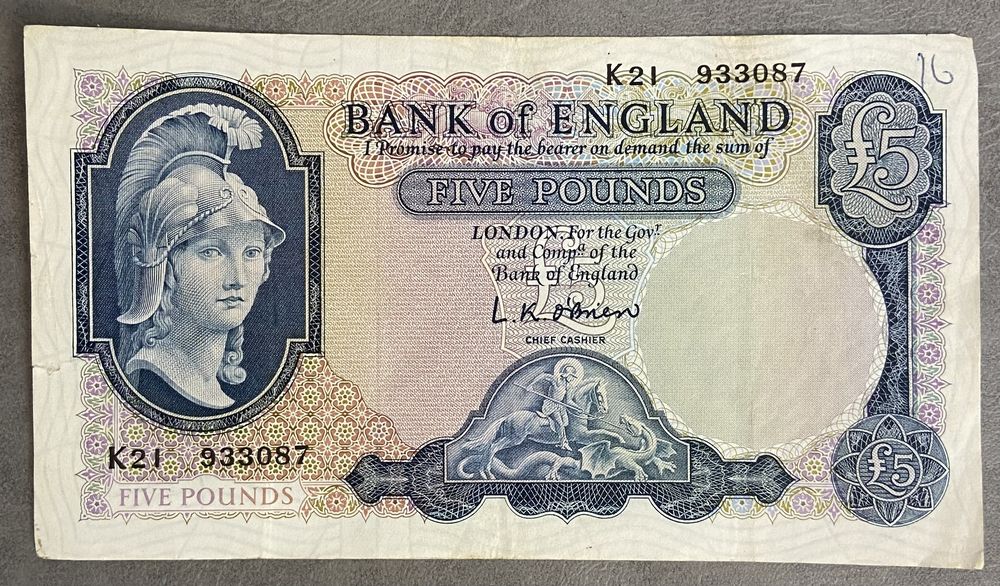 K21 933087
16
BANK of ENGLAND
I Promise to pay the bearer on demand the sum of
£5
FIVE POUNDS
LONDON, For the Govr.
and Compa. of the
Bank of England
£5
L.K. O'Brien
CHIEF CASHIER
K21 933087
FIVE POUNDS
£5